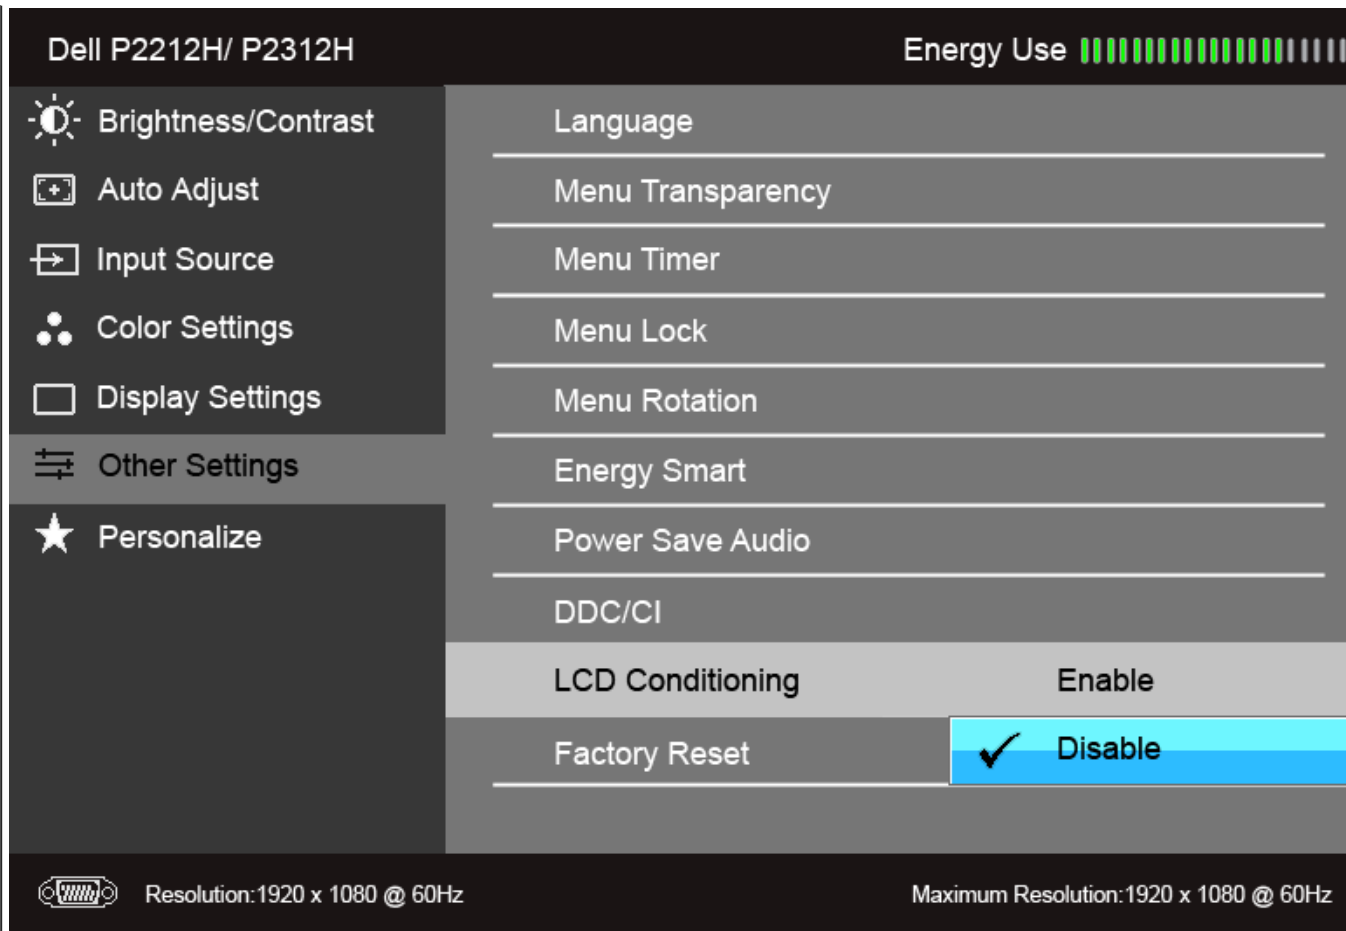 Dell P2212H/ P2312H
Energy Use
Brightness/Contrast
Auto Adjust
Input Source
Color Settings
Display Settings
Other Settings
Personalize
Language
Menu Transparency
Menu Timer
Menu Lock
Menu Rotation
Energy Smart
Power Save Audio
DDC/CI
LCD Conditioning
Enable
Factory Reset
Disable
Resolution:1920 x 1080 @ 60Hz
Maximum Resolution:1920 x 1080 @ 60Hz